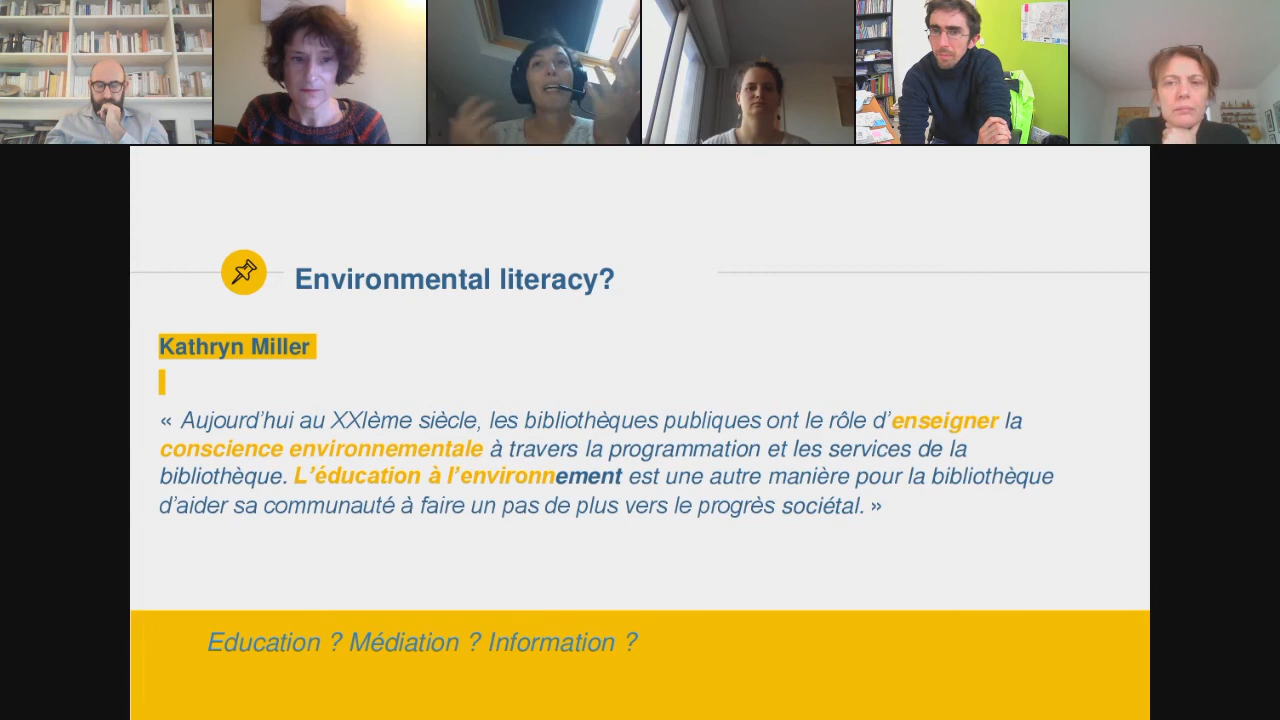 Environmental literacy?
Kathryn Miller
« Aujourd’hui au XXIème siècle, les bibliothèques publiques ont le rôle d’enseigner la
conscience environnementale à travers la programmation et les services de la
bibliothèque. L’éducation à l’environnement est une autre manière pour la bibliothèque
d’aider sa communauté à faire un pas de plus vers le progrès sociétal. »
Education ? Médiation ? Information ?